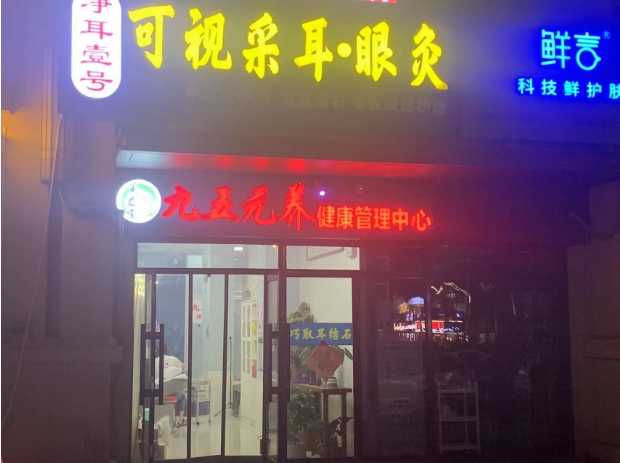 净耳壹号
可视采耳·眼灸
鲜言®
科技鲜护肤
九五元养 健康管理中心
巧取耳结石